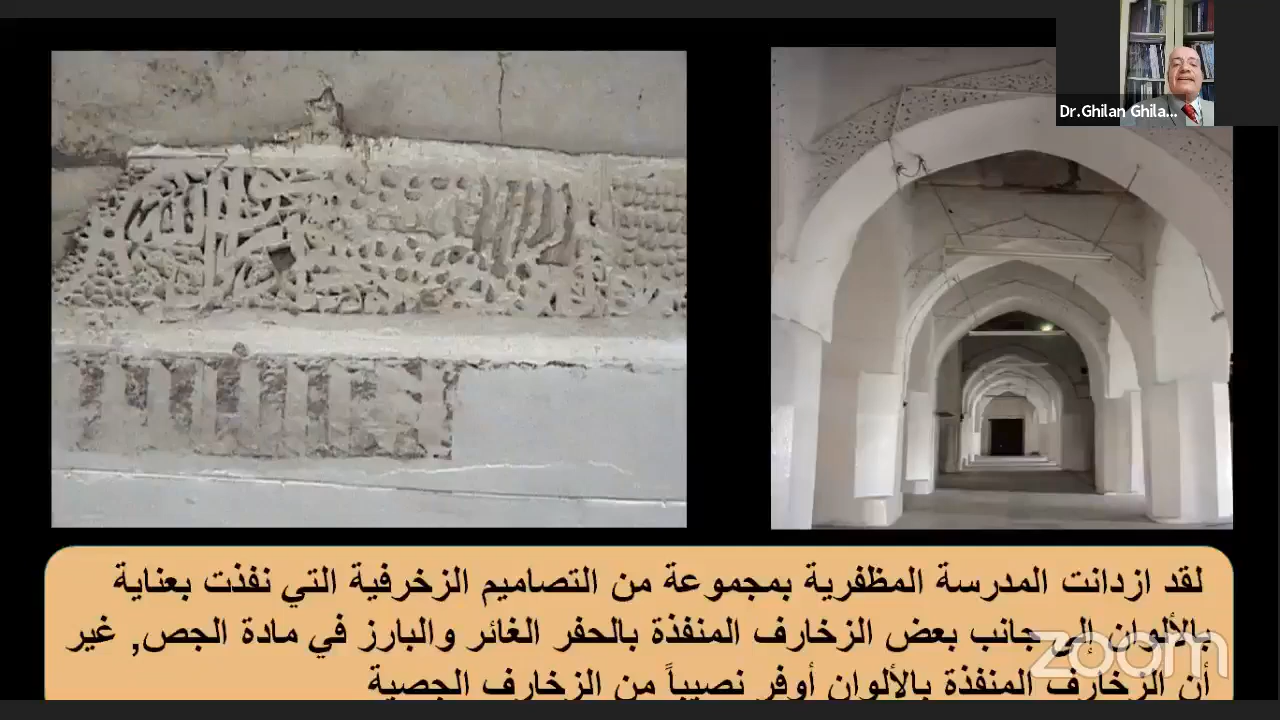 Dr.Ghilan Ghila...
لقد ازدانت المدرسة المظفرية بمجموعة من التصاميم الزخرفية التي نفذت بعناية
بالألوان إلى جانب بعض الزخارف المنفذة بالحفر الغائر والبارز في مادة الجص, غير
أن الزخارف المنفذة بالألوان أوفر نصيباً من الزخارف الجصية
zoom